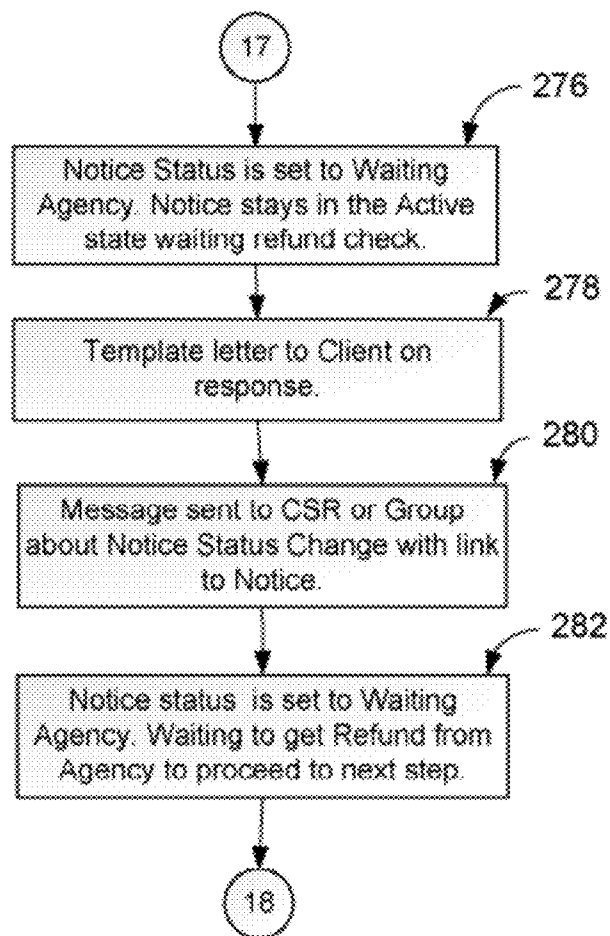 17
276
Notice Status is set to Waiting
Agency. Notice stays in the Active
state waiting refund check.
278
Template letter to Client on
response.
280
Message sent to CSR or Group
about Notice Status Change with link
to Notice.
282
Notice status is set to Waiting
Agency. Waiting to get Refund from
Agency to proceed to next step.
18